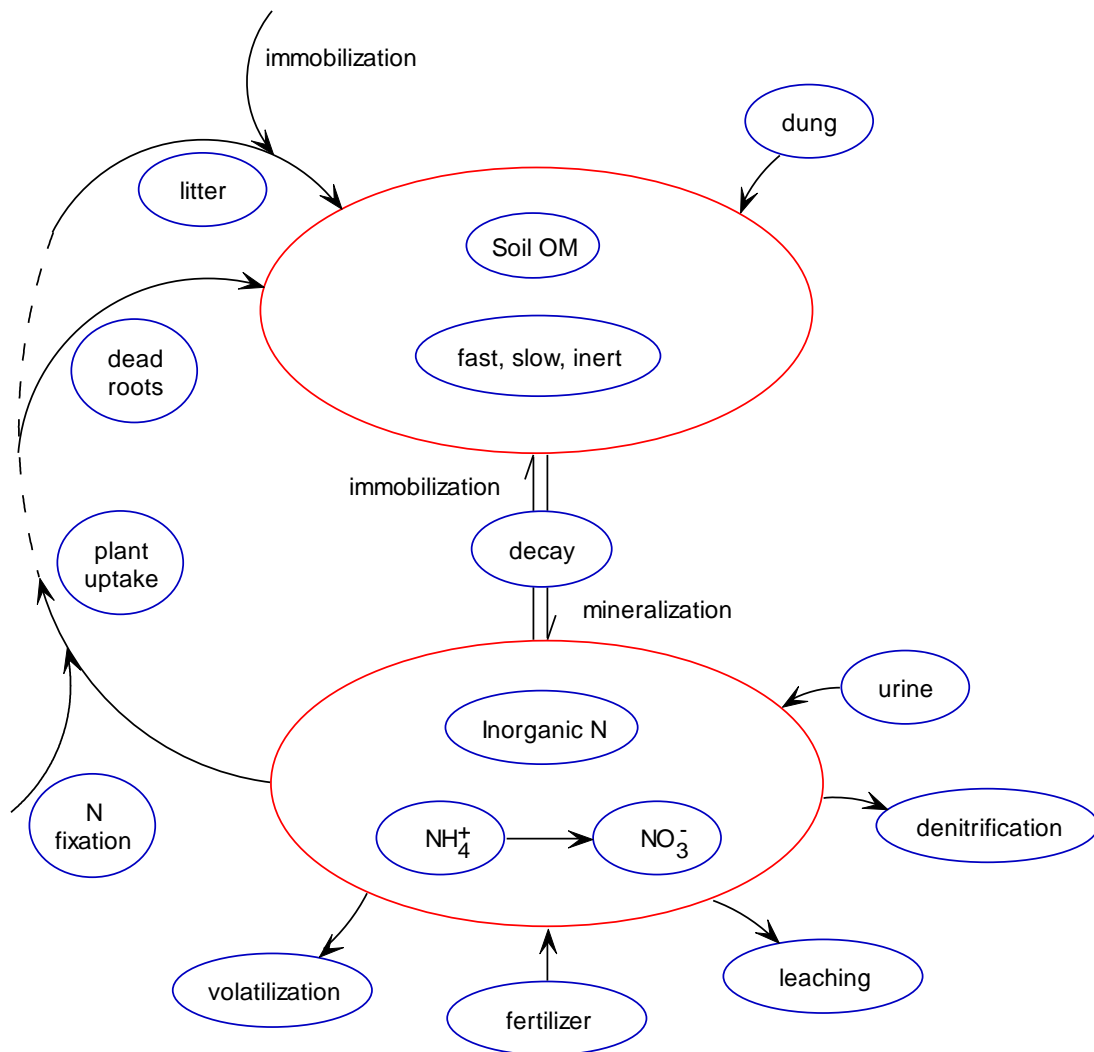 immobilization
dung
litter
Soil OM
dead
roots
fast, slow, inert
immobilization
plant
uptake
decay
mineralization
urine
Inorganic N
N
fixation
NH₄⁺
NO₃⁻
denitrification
volatilization
leaching
fertilizer